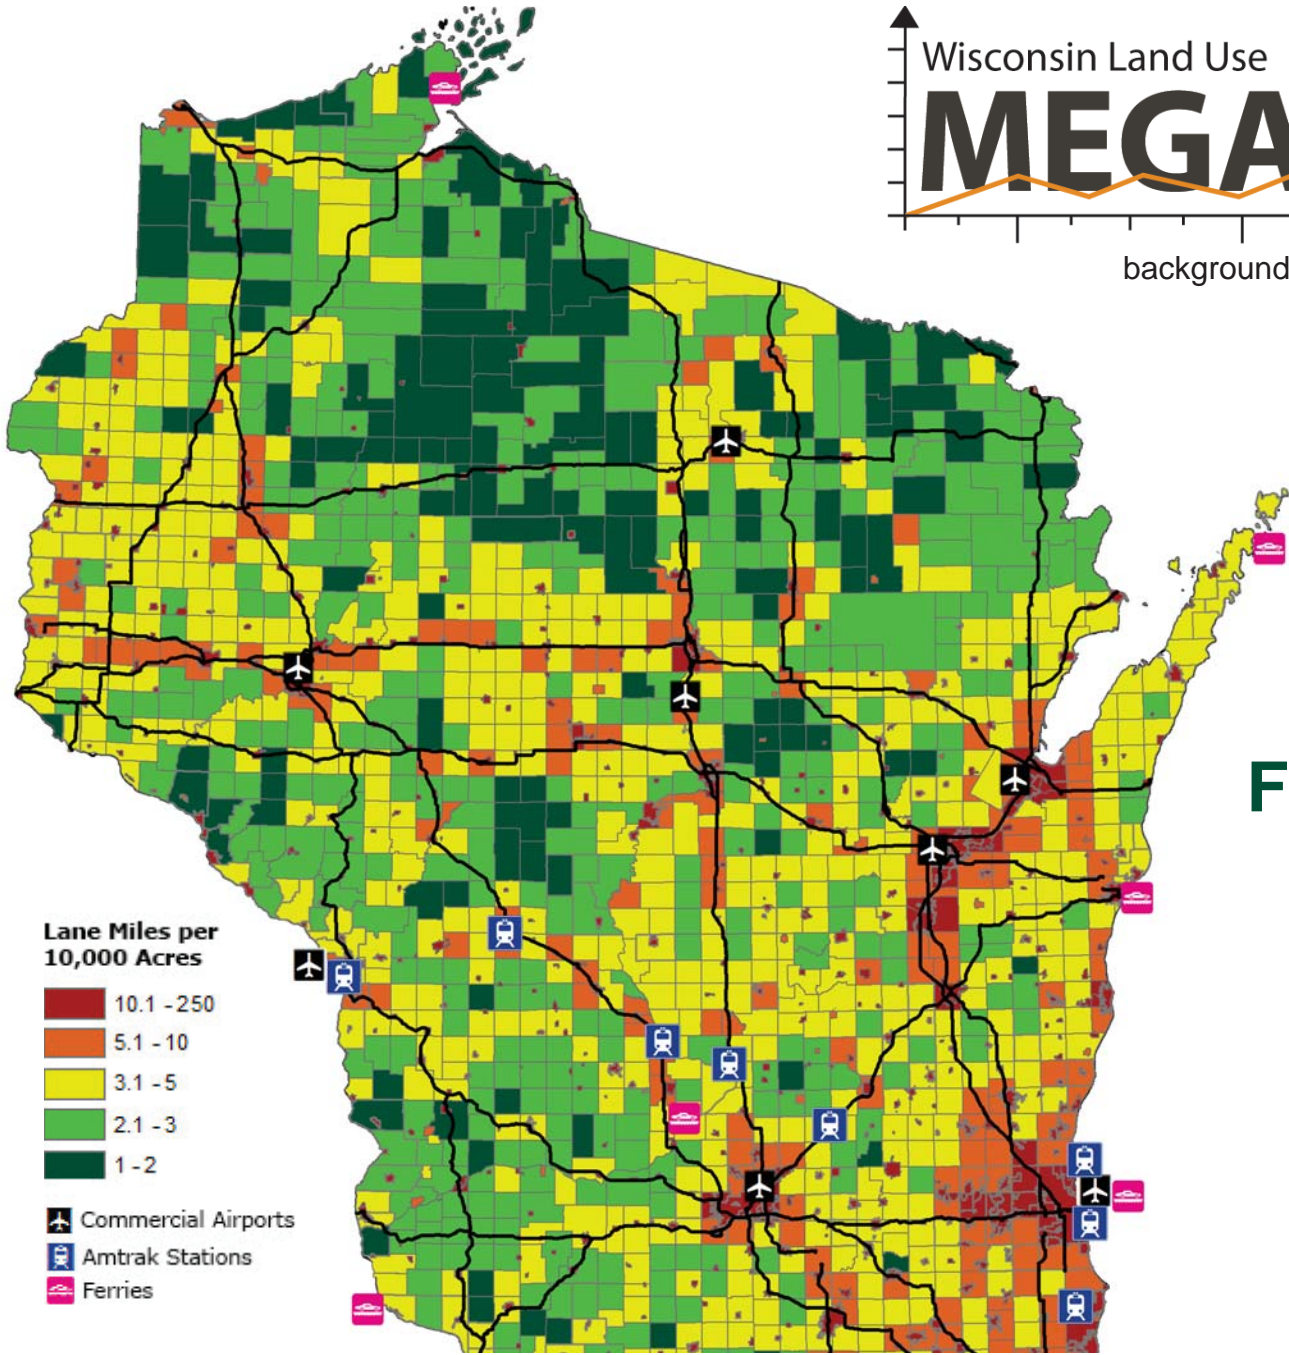 Wisconsin Land Use
MEGA
background
F
Lane Miles per
10,000 Acres
10.1 - 250
5.1 - 10
3.1 - 5
2.1 - 3
1 - 2
Commercial Airports
Amtrak Stations
Ferries